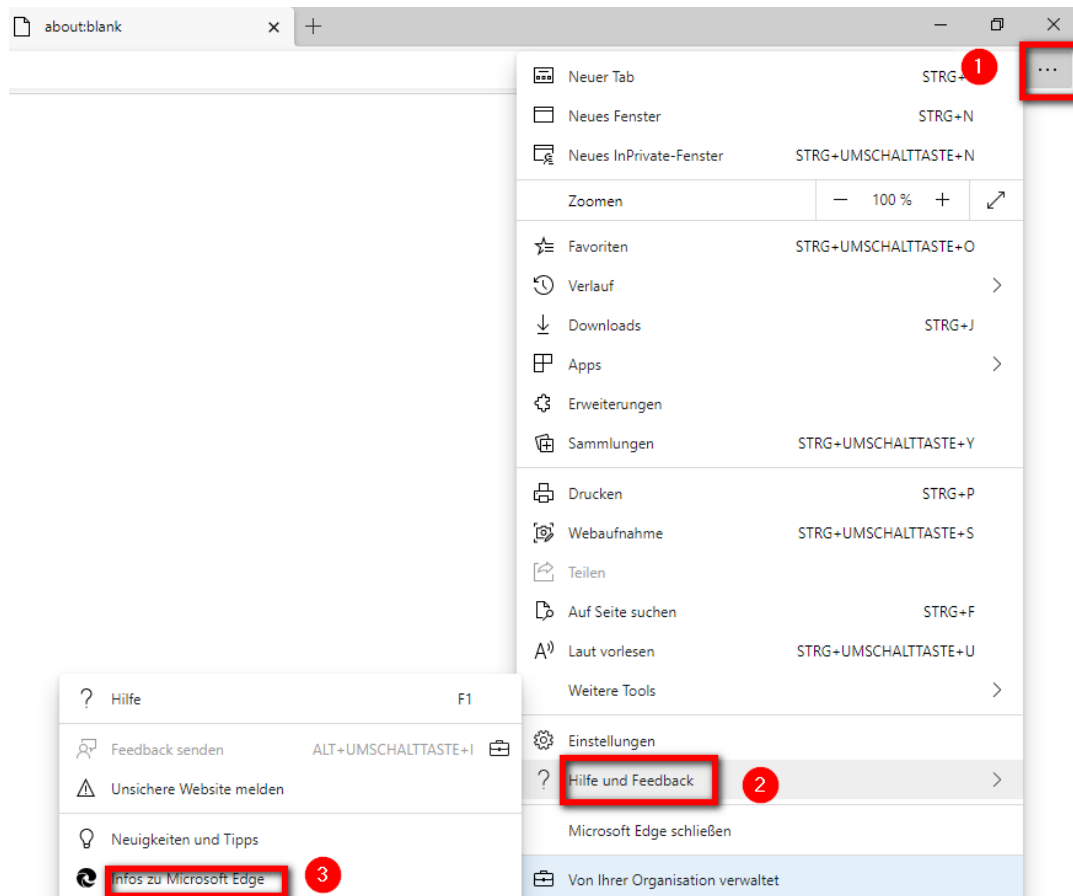 about:blank
1
Neuer Tab STRG+
Neues Fenster STRG+N
Neues InPrivate-Fenster STRG+UMSCHALTTASTE+N
Zoomen 100 %
Favoriten STRG+UMSCHALTTASTE+O
Verlauf
Downloads STRG+J
Apps
Erweiterungen
Sammlungen STRG+UMSCHALTTASTE+Y
Drucken STRG+P
Webaufnahme STRG+UMSCHALTTASTE+S
Teilen
Auf Seite suchen STRG+F
Laut vorlesen STRG+UMSCHALTTASTE+U
Weitere Tools
Einstellungen
Hilfe und Feedback 2
Microsoft Edge schließen
Von Ihrer Organisation verwaltet
Hilfe F1
Feedback senden ALT+UMSCHALTTASTE+I
Unsichere Website melden
Neuigkeiten und Tipps
Infos zu Microsoft Edge 3